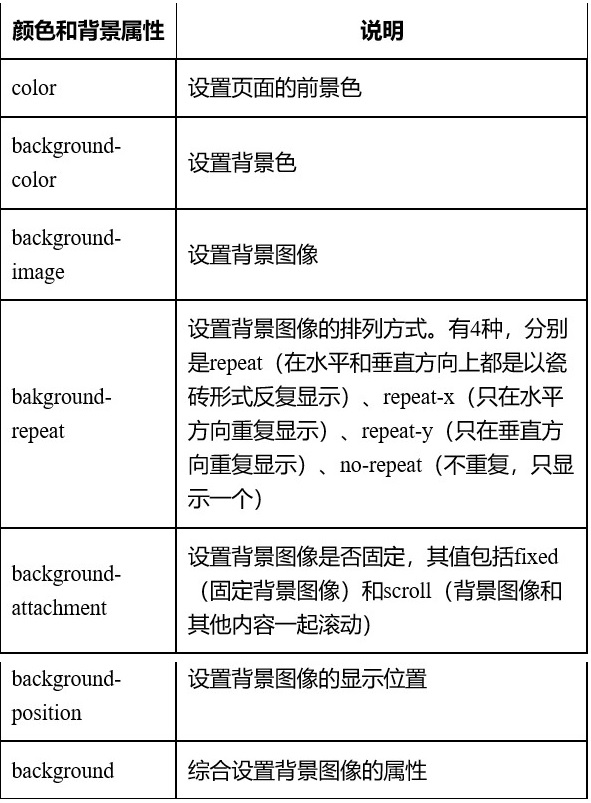 颜色和背景属性 说明
color 设置页面的前景色
background-
color
设置背景色
background-
image
设置背景图像
bakground-
repeat
设置背景图像的排列方式。有4种，分别
是repeat（在水平和垂直方向上都是以瓷
砖形式反复显示）、repeat-x（只在水平
方向重复显示）、repeat-y（只在垂直方
向重复显示）、no-repeat（不重复，只显
示一个）
background-
attachment
设置背景图像是否固定，其值包括fixed
（固定背景图像）和scroll（背景图像和
其他内容一起滚动）
background-
position
设置背景图像的显示位置
background 综合设置背景图像的属性